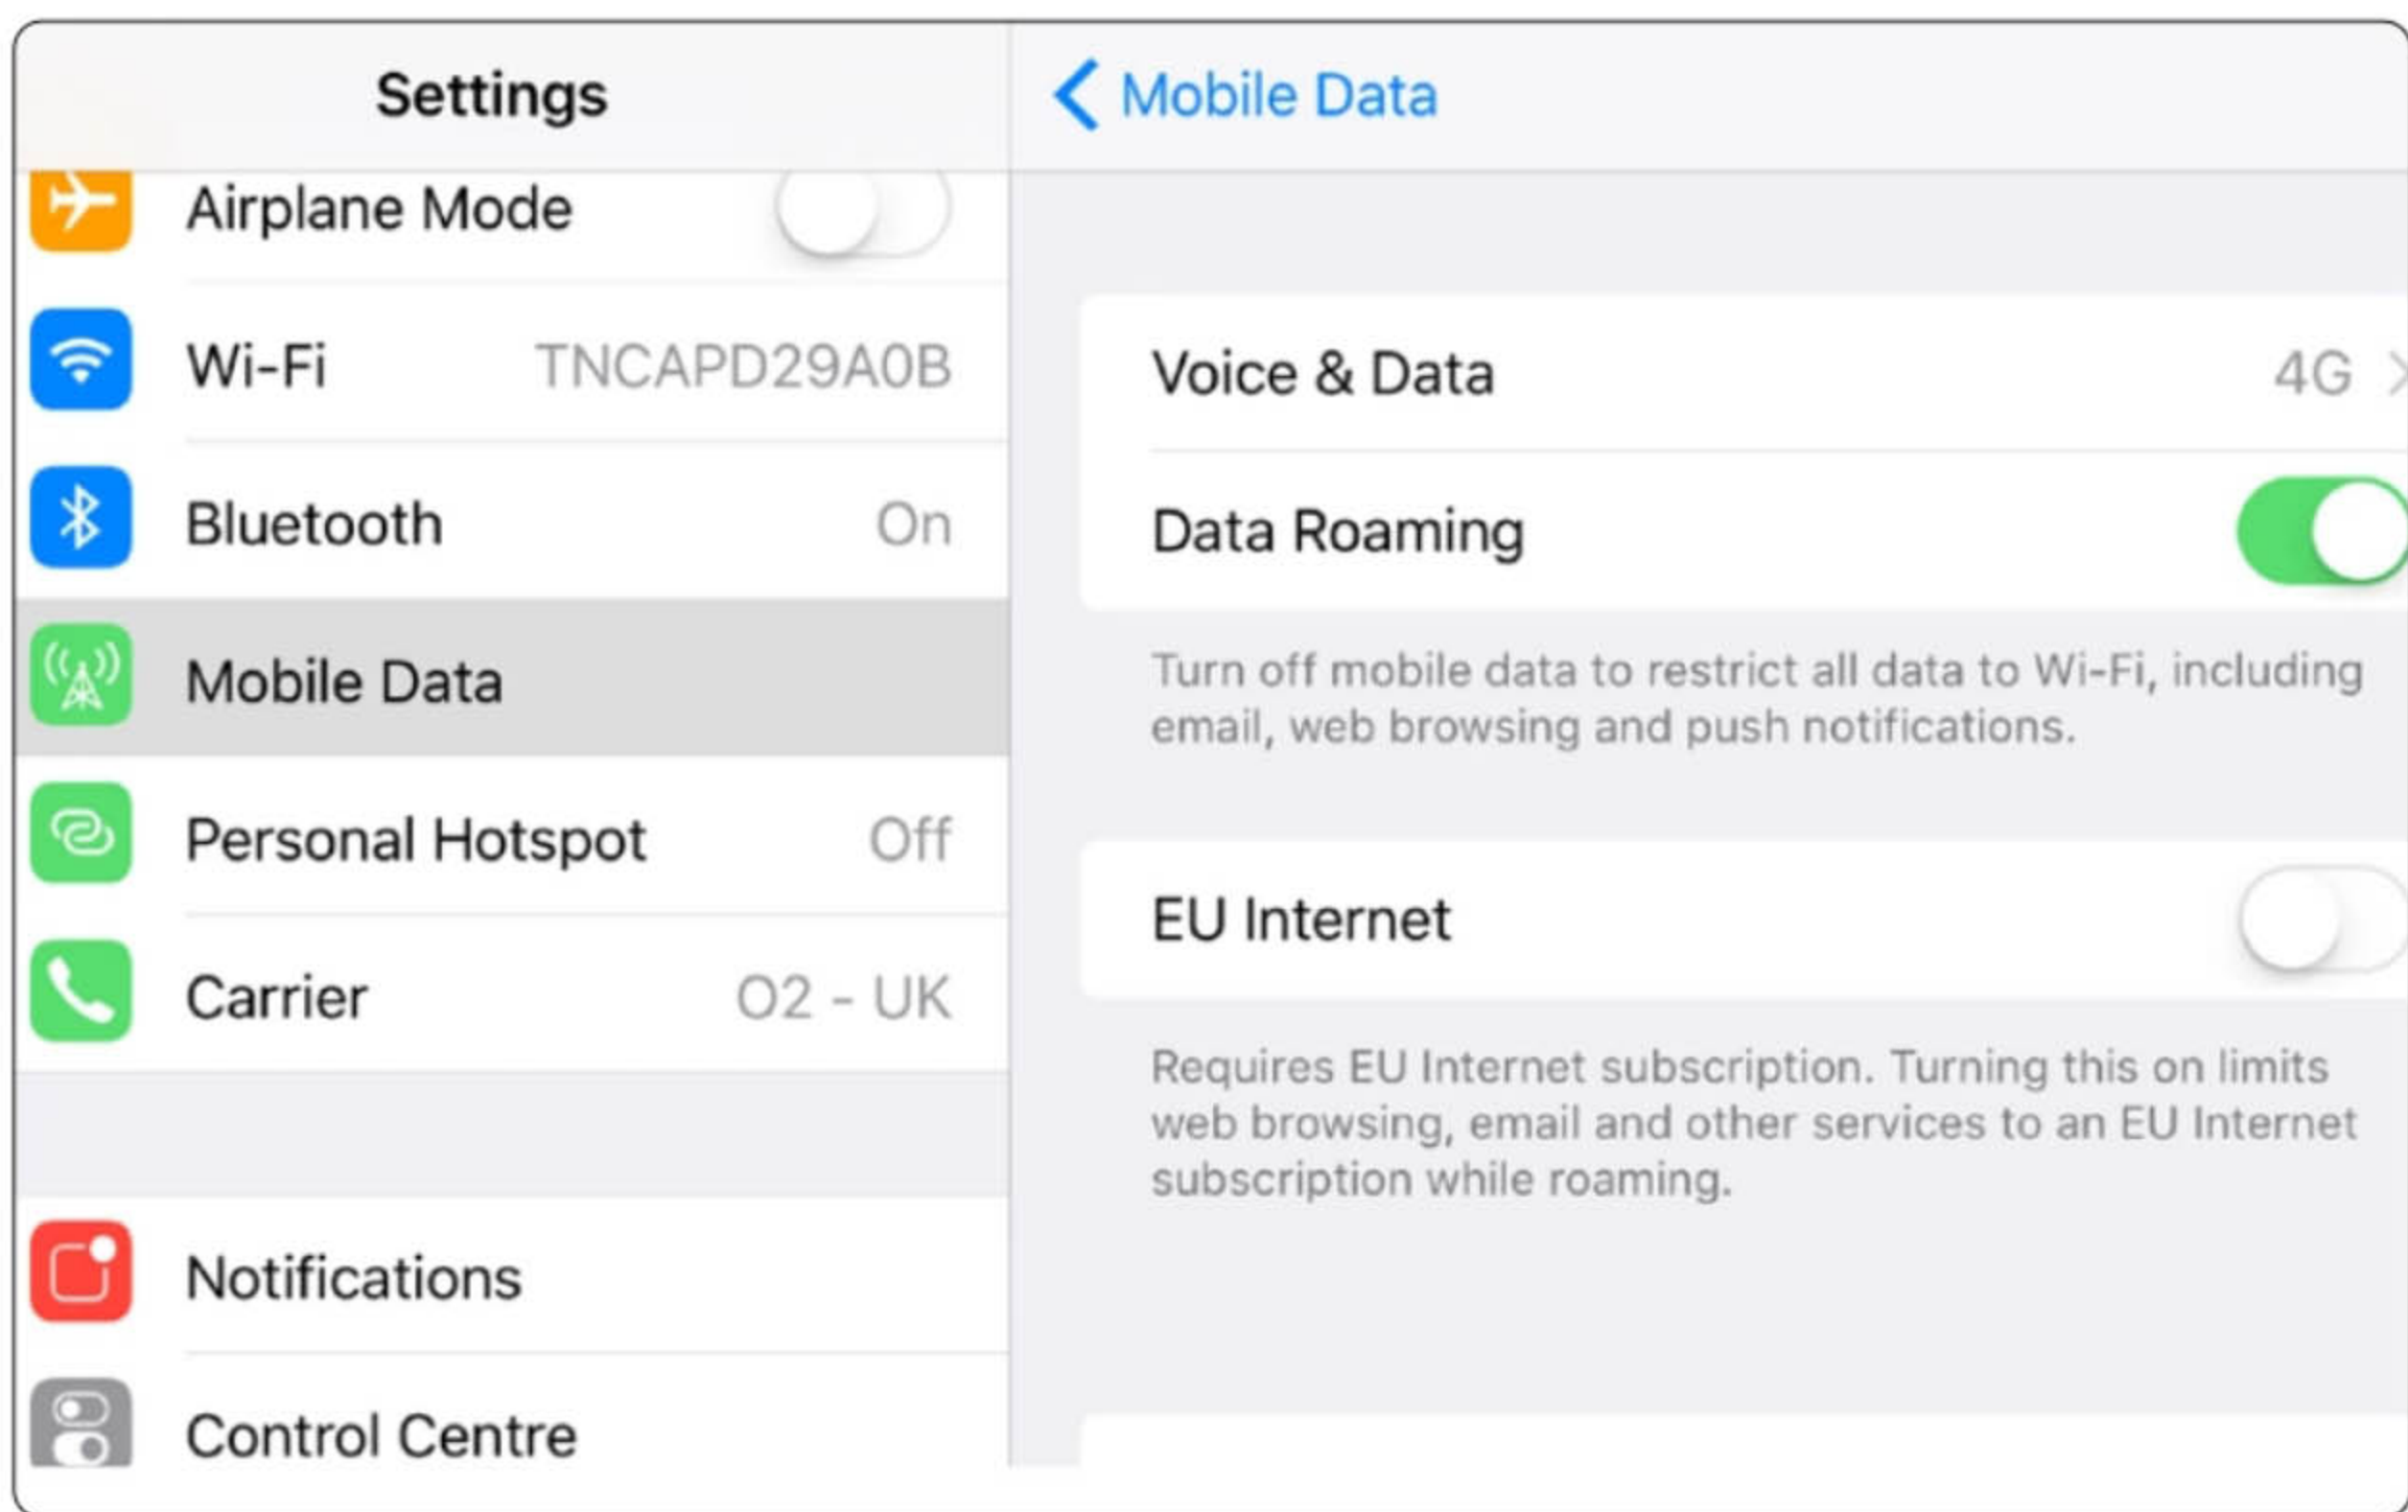 Settings
Airplane Mode
Wi-Fi TNCAPD29A0B
Bluetooth On
Mobile Data
Personal Hotspot Off
Carrier O2 - UK
Notifications
Control Centre
Mobile Data
Voice & Data 4G
Data Roaming
Turn off mobile data to restrict all data to Wi-Fi, including
email, web browsing and push notifications.
EU Internet
Requires EU Internet subscription. Turning this on limits
web browsing, email and other services to an EU Internet
subscription while roaming.